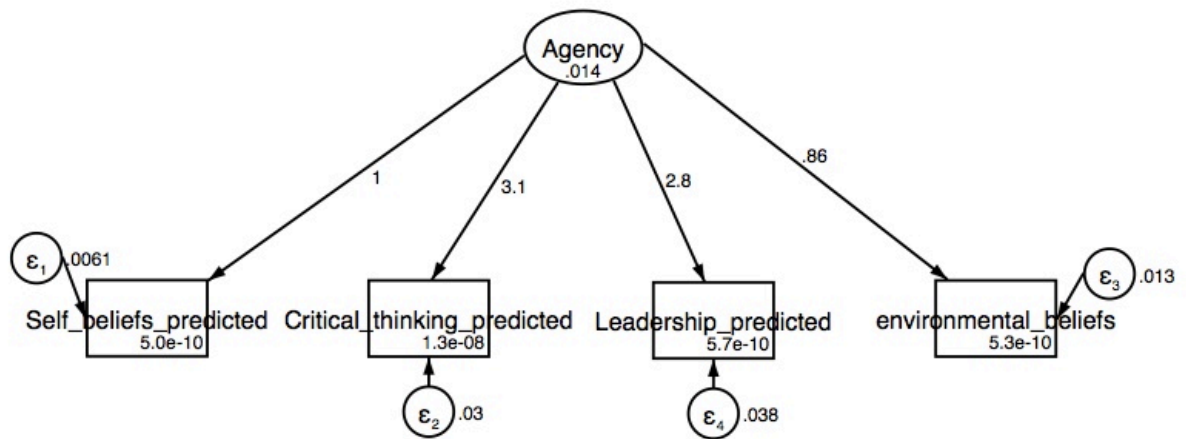 Agency
.014
1
3.1
2.8
.86
ε1
.0061
ε3
.013
Self_beliefs_predicted
5.0e-10
Critical_thinking_predicted
1.3e-08
Leadership_predicted
5.7e-10
environmental_beliefs
5.3e-10
ε2
.03
ε4
.038